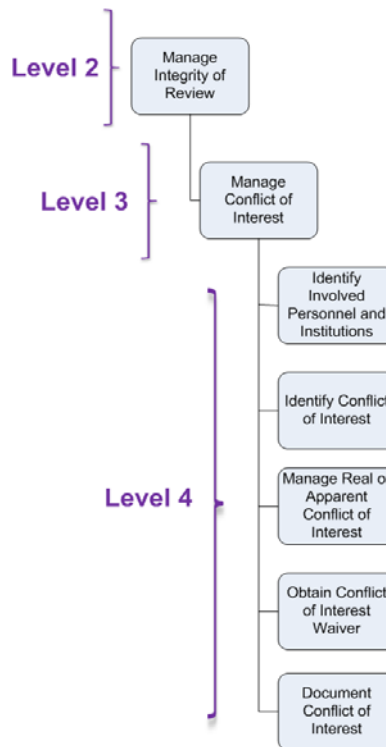 Level 2
Manage
Integrity of
Review
Level 3
Manage
Conflict of
Interest
Level 4
Identify
Involved
Personnel and
Institutions
Identify Conflict
of Interest
Manage Real o
Apparent
Conflict of
Interest
Obtain Conflict
of Interest
Waiver
Document
Conflict of
Interest